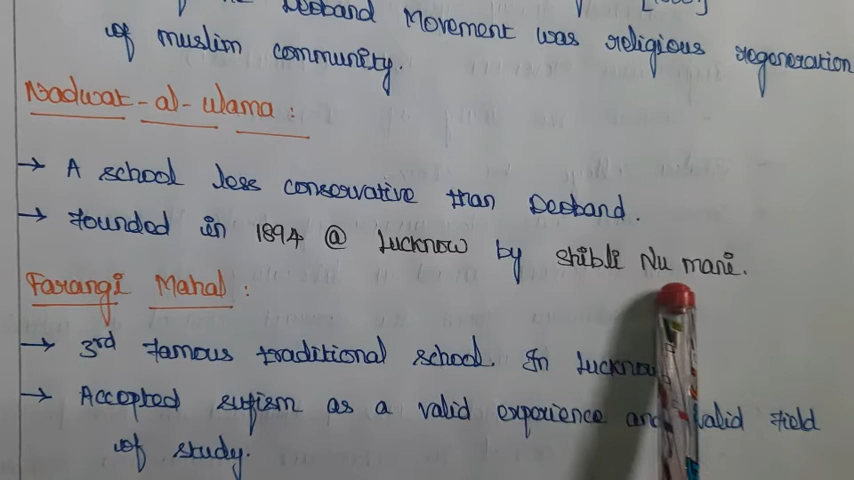 Deoband Movement was religious regeneration
of muslim community.
Nadwat-al-ulama :
→ A school less conservative than Deoband.
→ Founded in 1894 @ Lucknow by Shibli Nu mani.
Farangi Mahal :
→ 3rd famous traditional school. In Lucknow
→ Accepted sufism as a valid experience and valid field
of study.